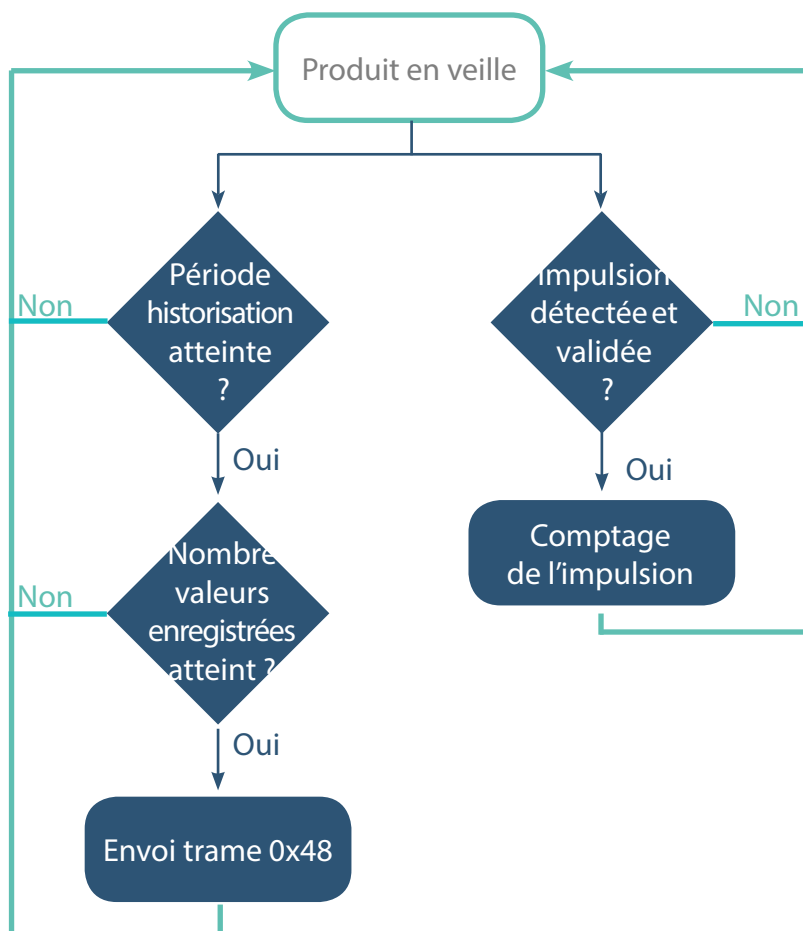 Produit en veille
Période
historisation
atteinte
?
Non
Oui
Nombre
valeurs
enregistrées
atteint ?
Non
Oui
Envoi trame 0x48
Impulsion
détectée et
validée
?
Non
Oui
Comptage
de l’impulsion